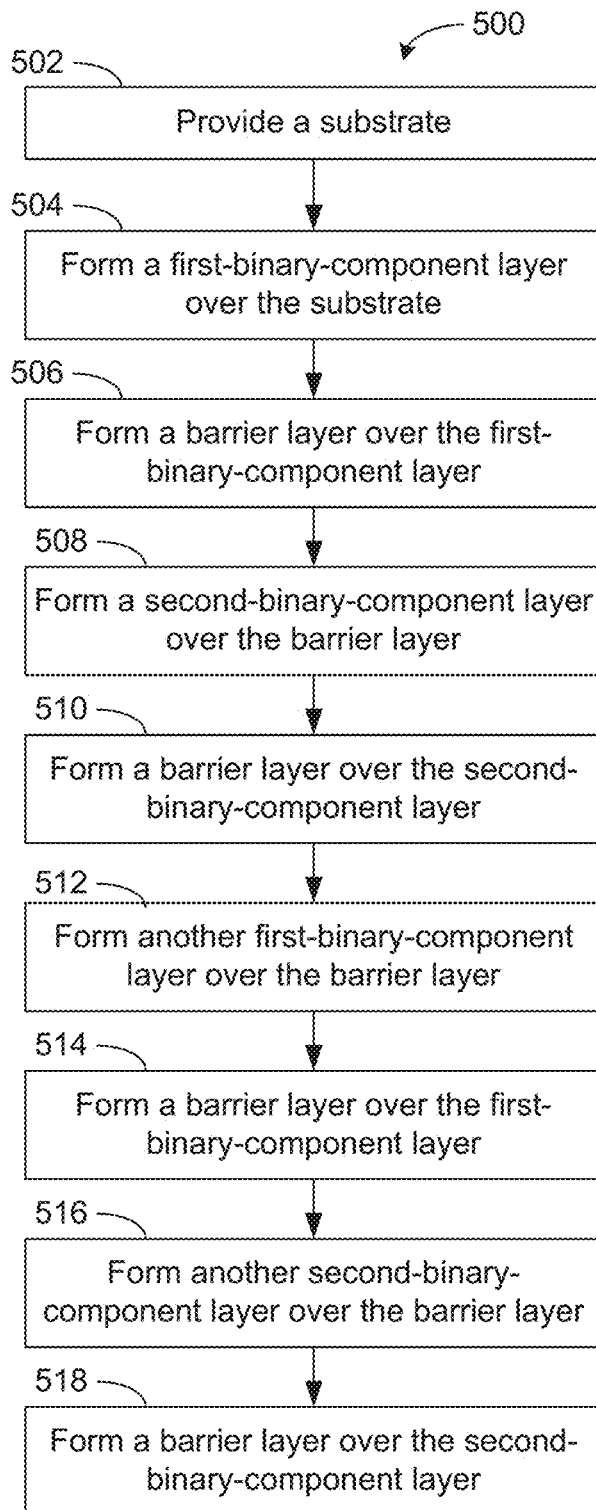 500
502
Provide a substrate
504
Form a first-binary-component layer
over the substrate
506
Form a barrier layer over the first-
binary-component layer
508
Form a second-binary-component layer
over the barrier layer
510
Form a barrier layer over the second-
binary-component layer
512
Form another first-binary-component
layer over the barrier layer
514
Form a barrier layer over the first-
binary-component layer
516
Form another second-binary-
component layer over the barrier layer
518
Form a barrier layer over the second-
binary-component layer